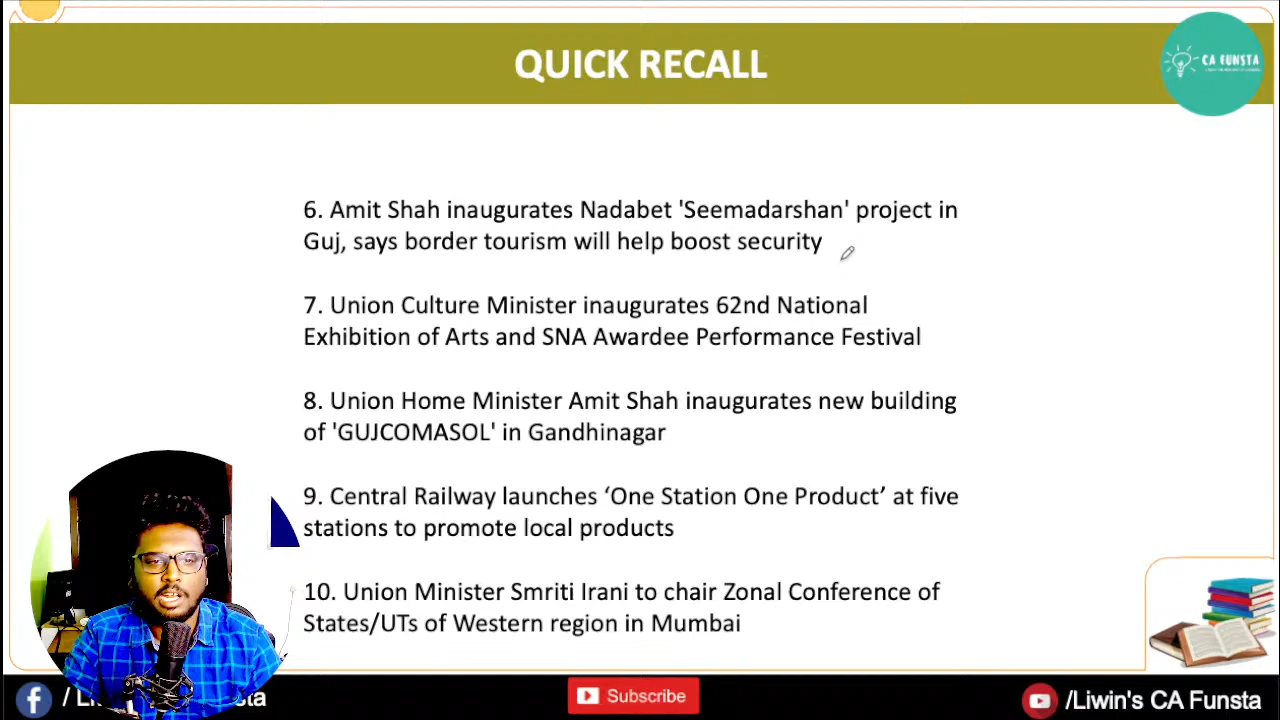 QUICK RECALL
CA FUNSTA
6. Amit Shah inaugurates Nadabet 'Seemadarshan' project in
Guj, says border tourism will help boost security
7. Union Culture Minister inaugurates 62nd National
Exhibition of Arts and SNA Awardee Performance Festival
8. Union Home Minister Amit Shah inaugurates new building
of 'GUJCOMASOL' in Gandhinagar
9. Central Railway launches ‘One Station One Product’ at five
stations to promote local products
10. Union Minister Smriti Irani to chair Zonal Conference of
States/UTs of Western region in Mumbai
Subscribe
/Liwin's CA Funsta